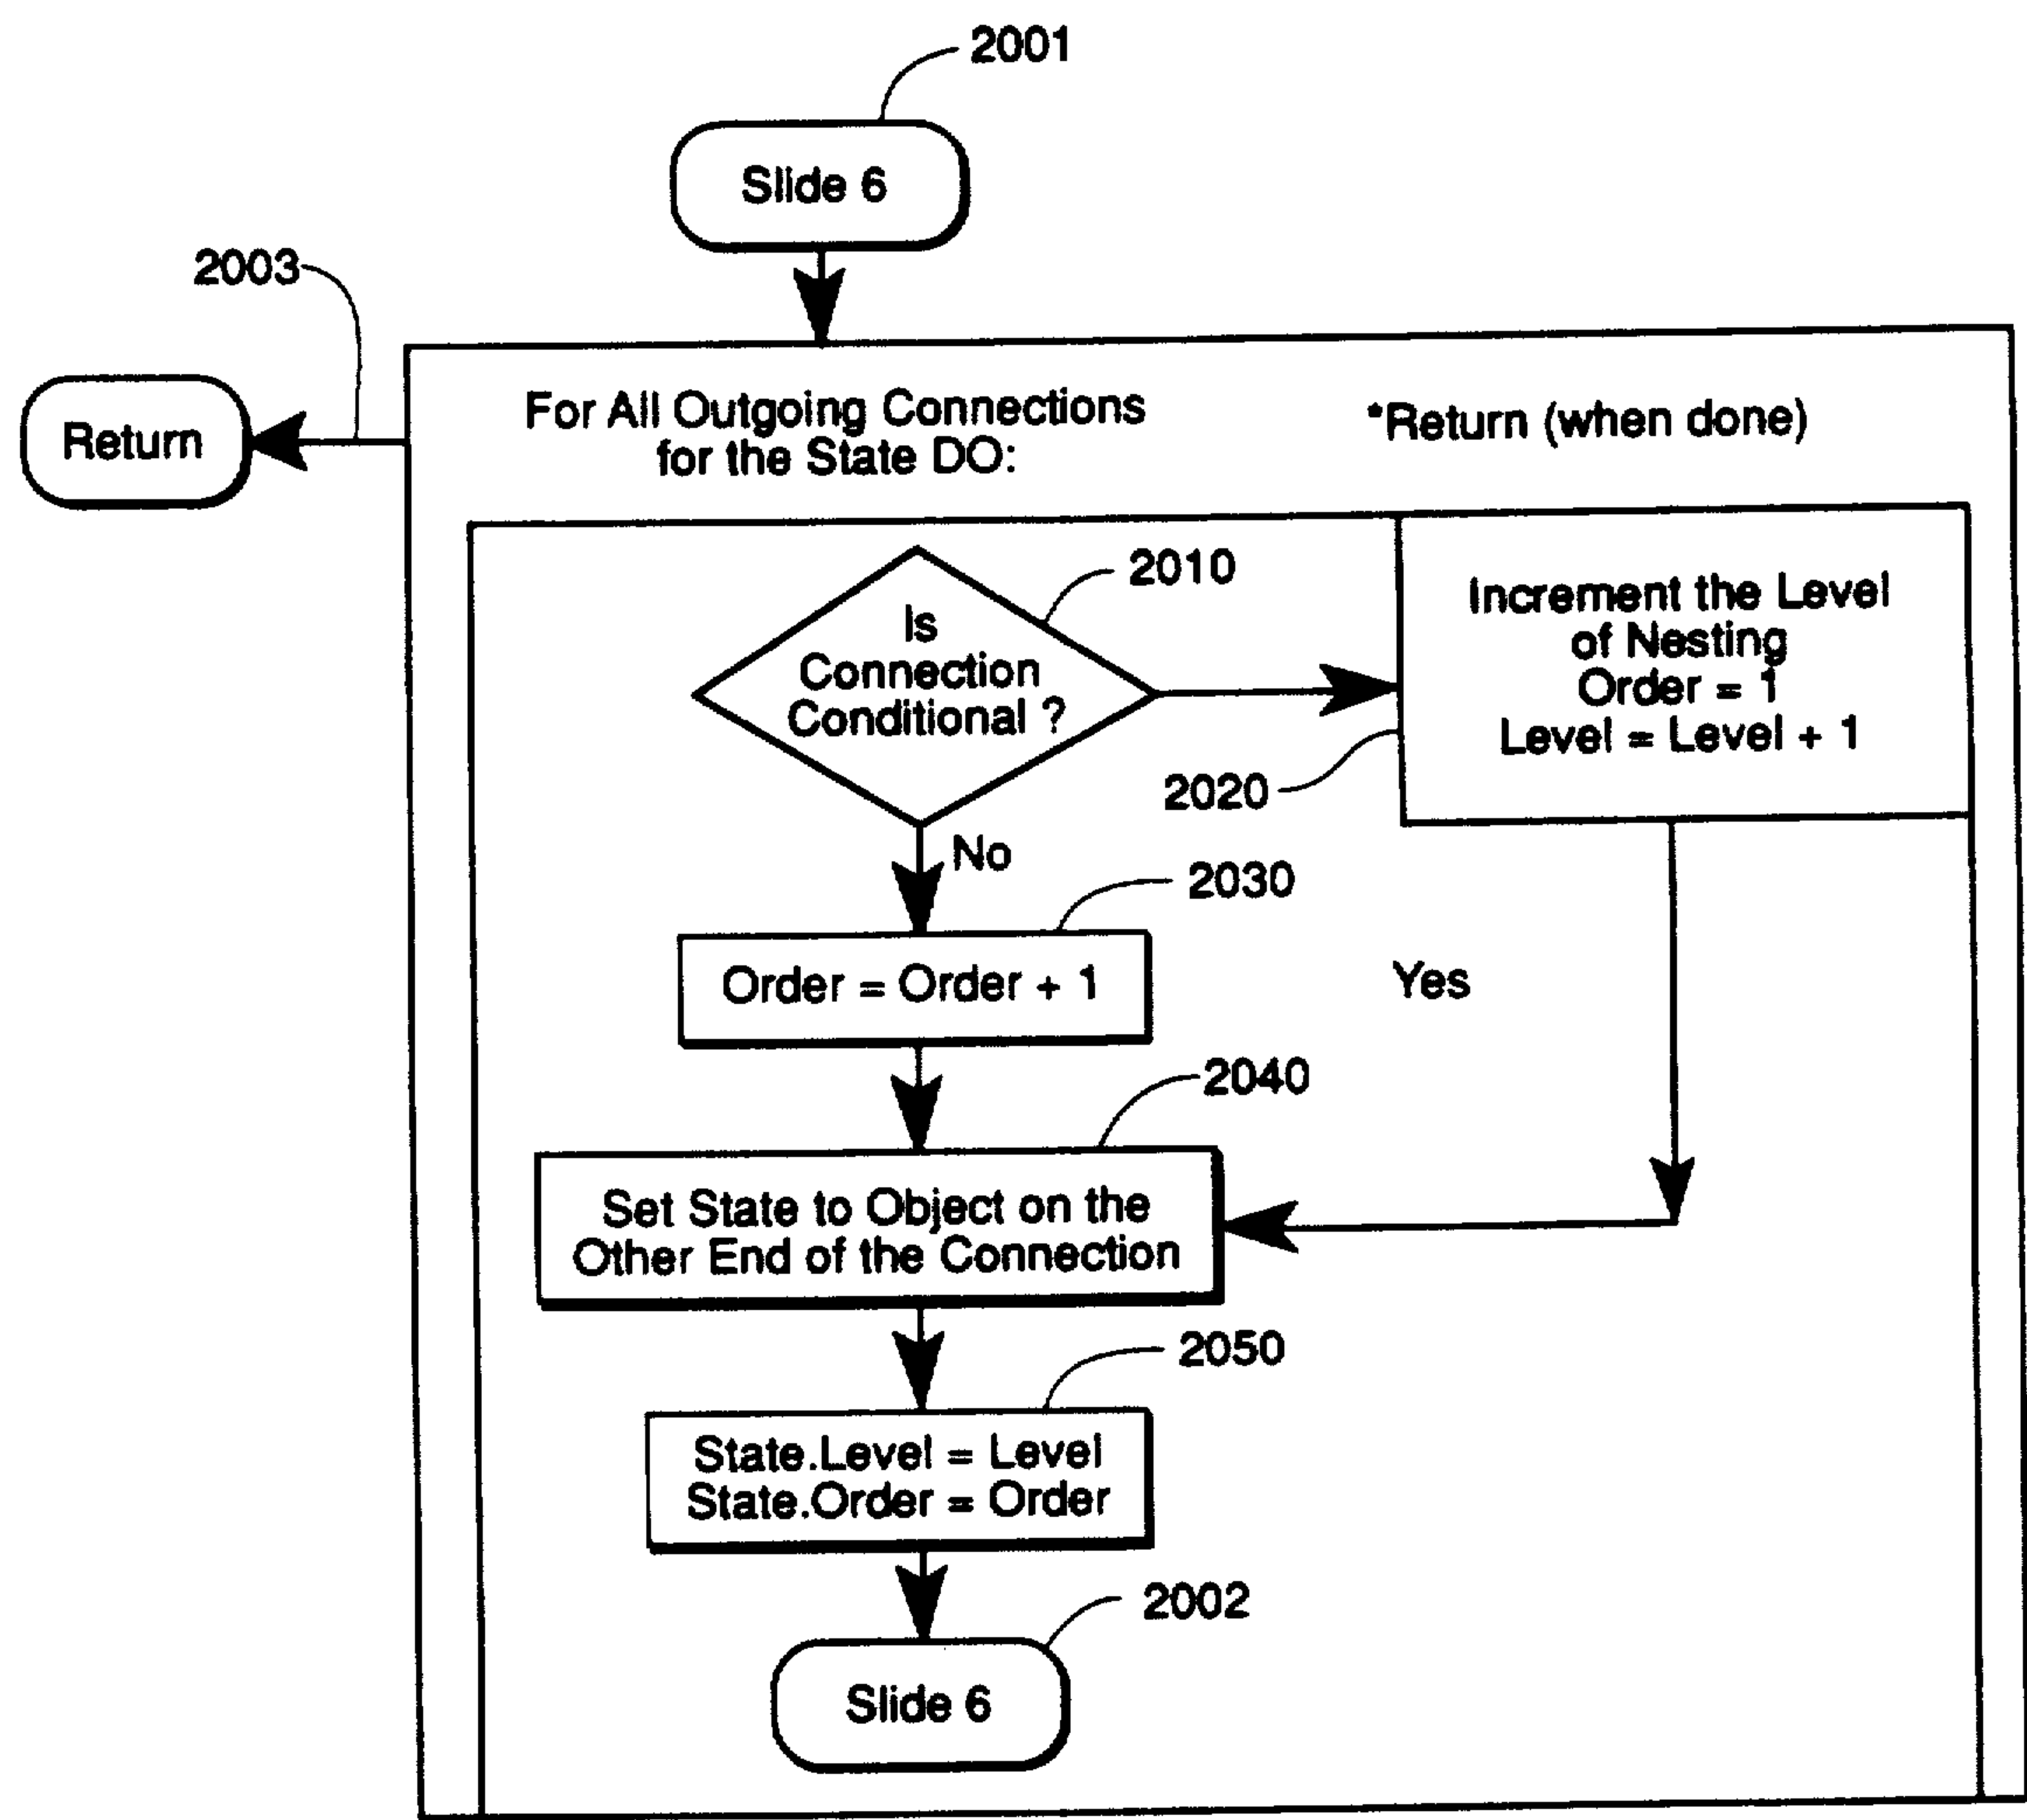 2001
Slide 6
2003
Return
For All Outgoing Connections
for the State DO:
*Return (when done)
2010
Is
Connection
Conditional ?
Increment the Level
of Nesting
Order = 1
Level = Level + 1
2020
No
2030
Order = Order + 1
Yes
2040
Set State to Object on the
Other End of the Connection
2050
State.Level = Level
State.Order = Order
2002
Slide 6